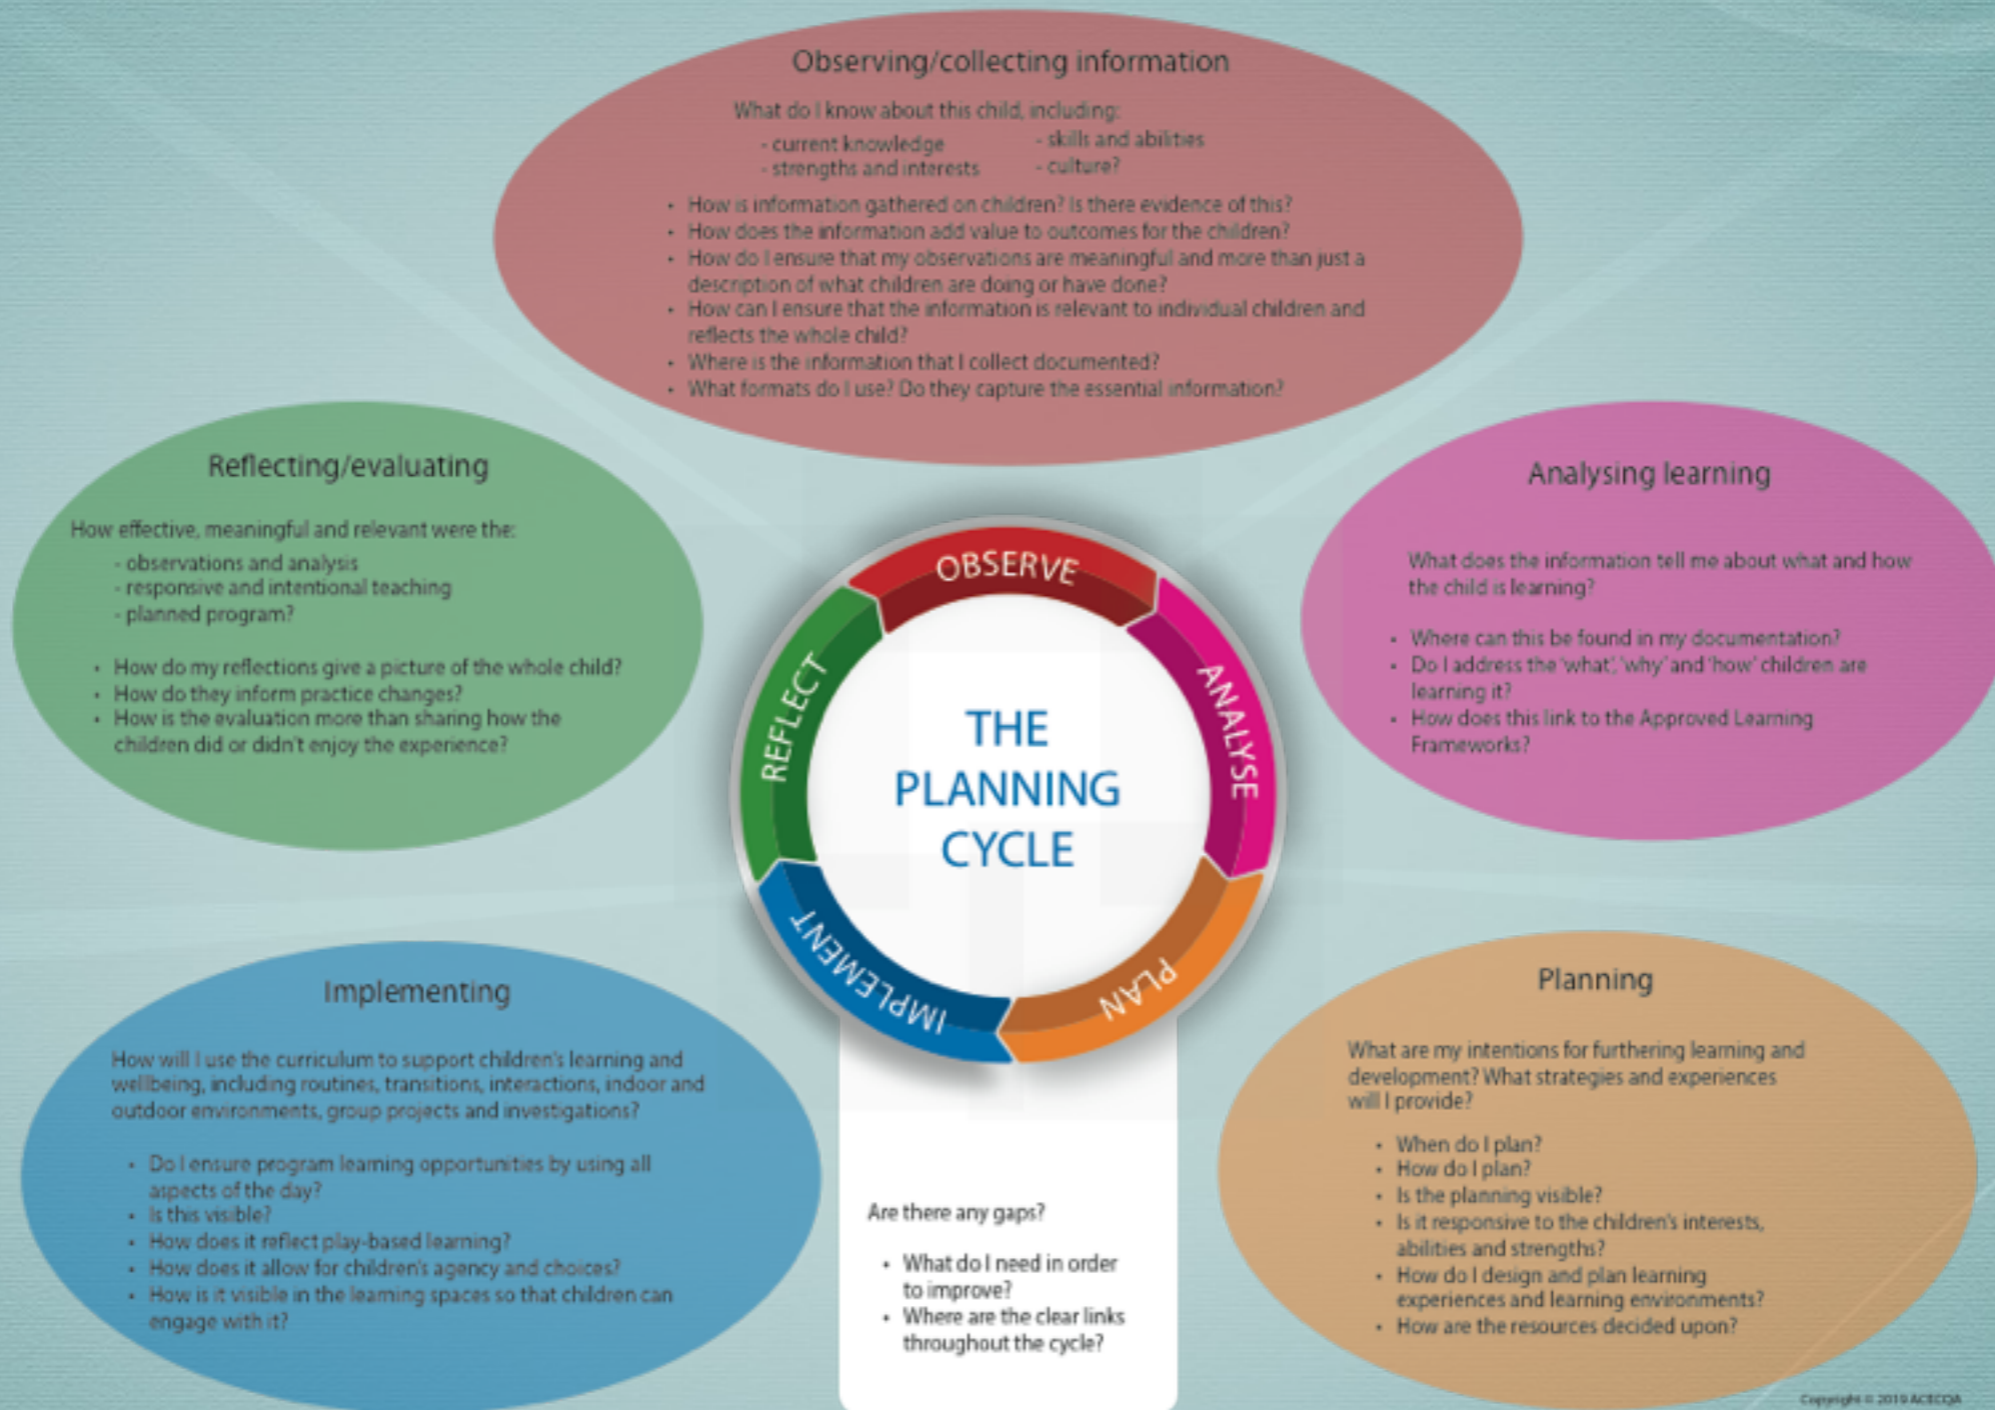 Observing/collecting information
What do I know about this child, including:
- current knowledge
- strengths and interests
- skills and abilities
- culture?
• How is information gathered on children? Is there evidence of this?
• How does the information add value to outcomes for the children?
• How do I ensure that my observations are meaningful and more than just a
description of what children are doing or have done?
• How can I ensure that the information is relevant to individual children and
reflects the whole child?
• Where is the information that I collect documented?
• What formats do I use? Do they capture the essential information?
Analysing learning
What does the information tell me about what and how
the child is learning?
• Where can this be found in my documentation?
• Do I address the 'what', 'why' and 'how' children are
learning it?
• How does this link to the Approved Learning
Frameworks?
Planning
What are my intentions for furthering learning and
development? What strategies and experiences
will I provide?
• When do I plan?
• How do I plan?
• Is the planning visible?
• Is it responsive to the children's interests,
abilities and strengths?
• How do I design and plan learning
experiences and learning environments?
• How are the resources decided upon?
Implementing
How will I use the curriculum to support children's learning and
wellbeing, including routines, transitions, interactions, indoor and
outdoor environments, group projects and investigations?
• Do I ensure program learning opportunities by using all
aspects of the day?
• Is this visible?
• How does it reflect play-based learning?
• How does it allow for children's agency and choices?
• How is it visible in the learning spaces so that children can
engage with it?
Reflecting/evaluating
How effective, meaningful and relevant were the:
- observations and analysis
- responsive and intentional teaching
- planned program?
• How do my reflections give a picture of the whole child?
• How do they inform practice changes?
• How is the evaluation more than sharing how the
children did or didn't enjoy the experience?
OBSERVE
ANALYSE
PLAN
IMPLEMENT
REFLECT
THE
PLANNING
CYCLE
Are there any gaps?
• What do I need in order
to improve?
• Where are the clear links
throughout the cycle?
Copyright © 2019 ACECQA